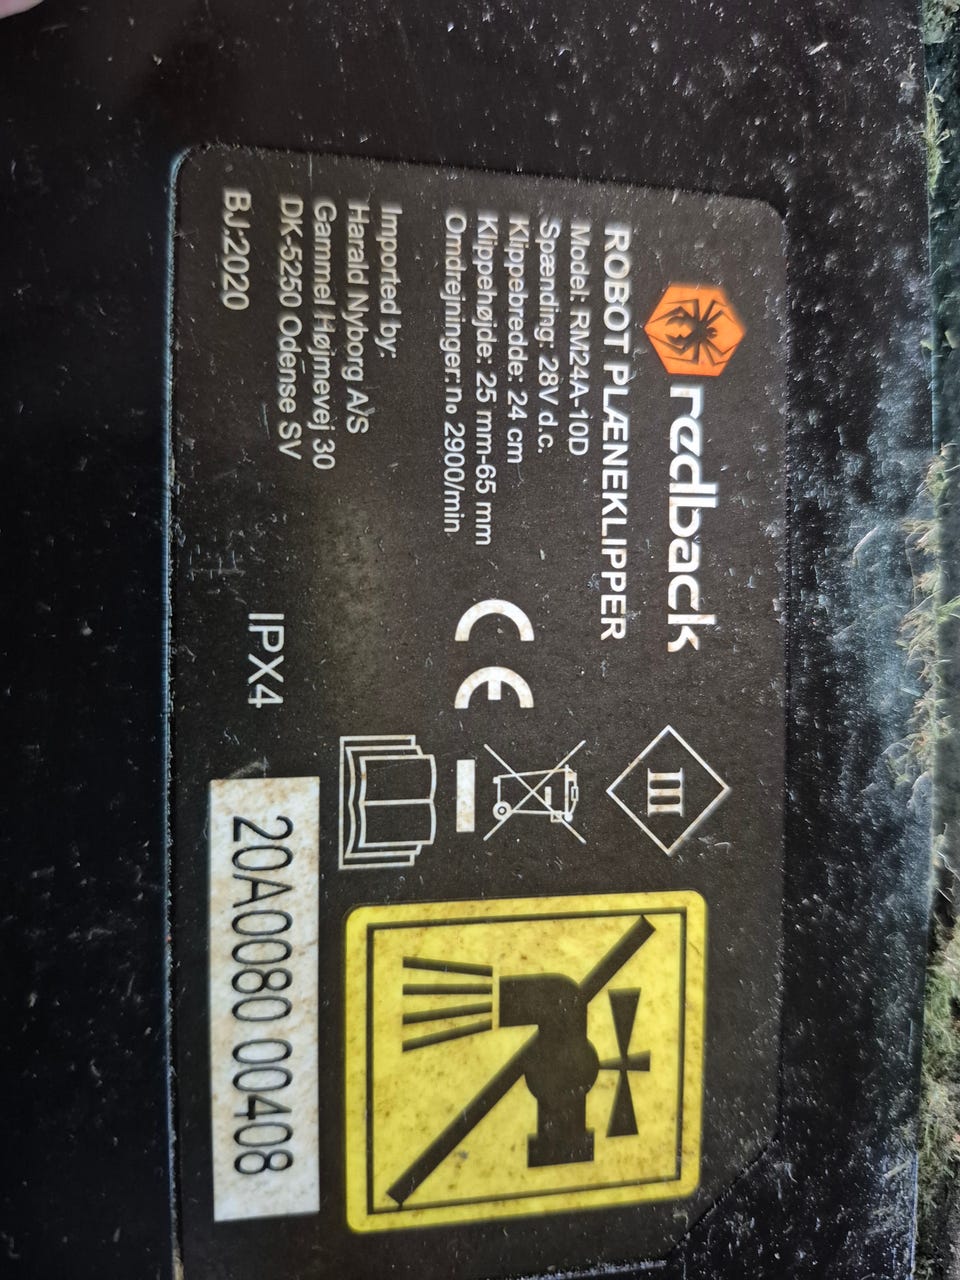 redback
ROBOT PLÆNEKLIPPER
Model: RM24A-10D
Spænding: 28V d.c.
Klippebredde: 24 cm
Klippehøjde: 25 mm-65 mm
Omdrejninger:n₀ 2900/min
Imported by:
Harald Nyborg A/S
Gammel Højmevej 30
DK-5250 Odense SV
BJ:2020
CE
III
IPX4
20A0080 00408